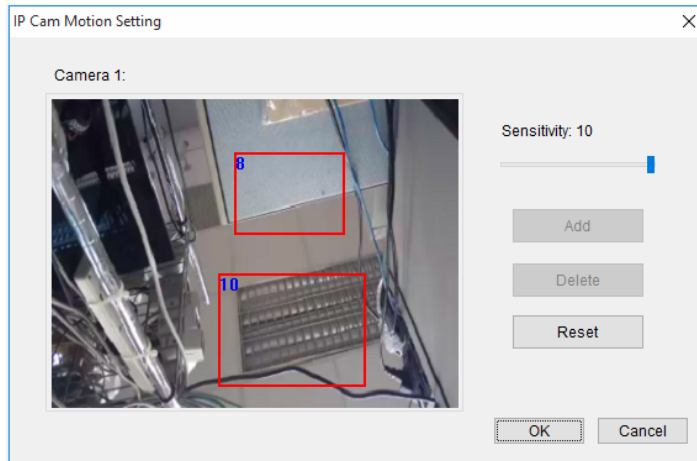 IP Cam Motion Setting
Camera 1:
8
10
Sensitivity: 10
Add
Delete
Reset
OK
Cancel